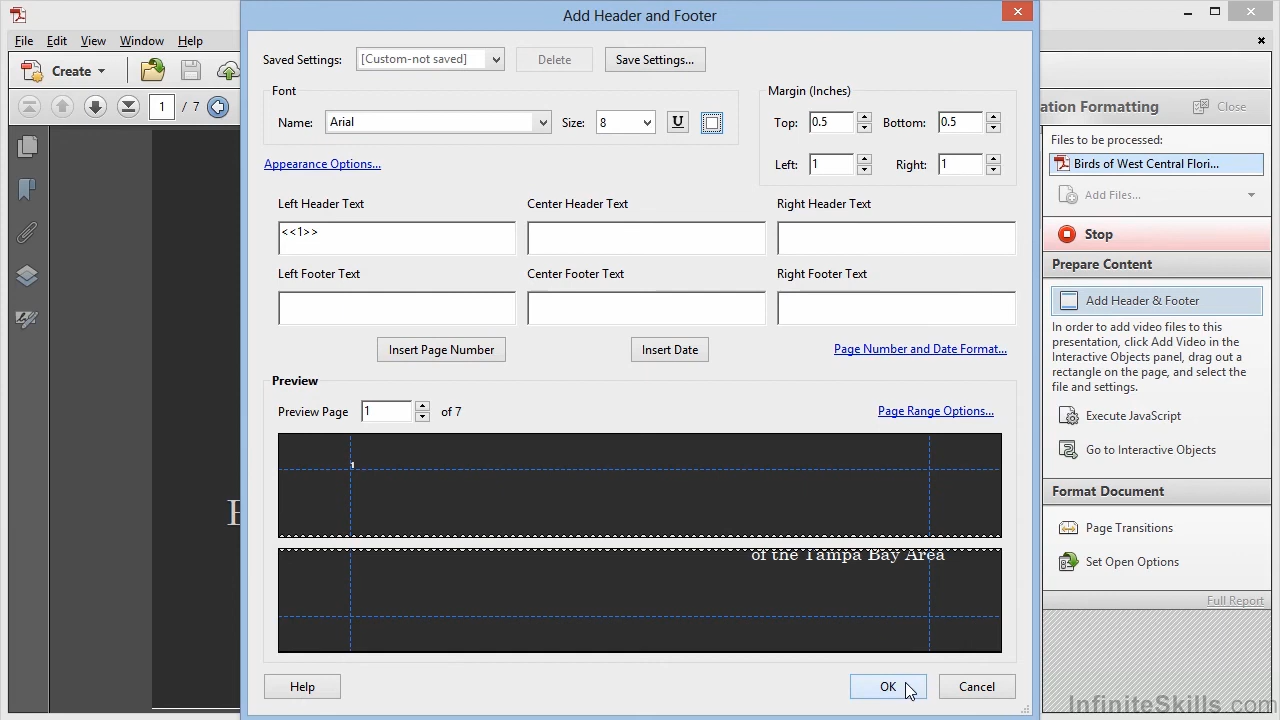 Add Header and Footer
File Edit View Window Help
Create
1 / 7
Saved Settings: [Custom-not saved] Delete Save Settings...
Font
Name: Arial Size: 8 U
Appearance Options...
Margin (Inches)
Top: 0.5 Bottom: 0.5
Left: 1 Right: 1
Left Header Text Center Header Text Right Header Text
<<1>>
Left Footer Text Center Footer Text Right Footer Text
Insert Page Number Insert Date Page Number and Date Format...
Preview
Preview Page 1 of 7 Page Range Options...
1
of the Tampa Bay Area
Help OK Cancel
ation Formatting Close
Files to be processed:
Birds of West Central Flori...
Add Files...
Stop
Prepare Content
Add Header & Footer
In order to add video files to this
presentation, click Add Video in the
Interactive Objects panel, drag out a
rectangle on the page, and select the
file and settings.
Execute JavaScript
Go to Interactive Objects
Format Document
Page Transitions
Set Open Options
Full Report
InfiniteSkills.com